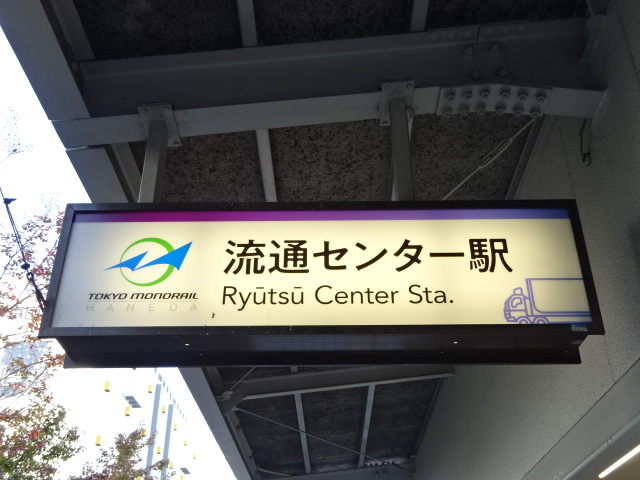 流通センター駅
Ryūtsū Center Sta.
TOKYO MONORAIL
HANEDA